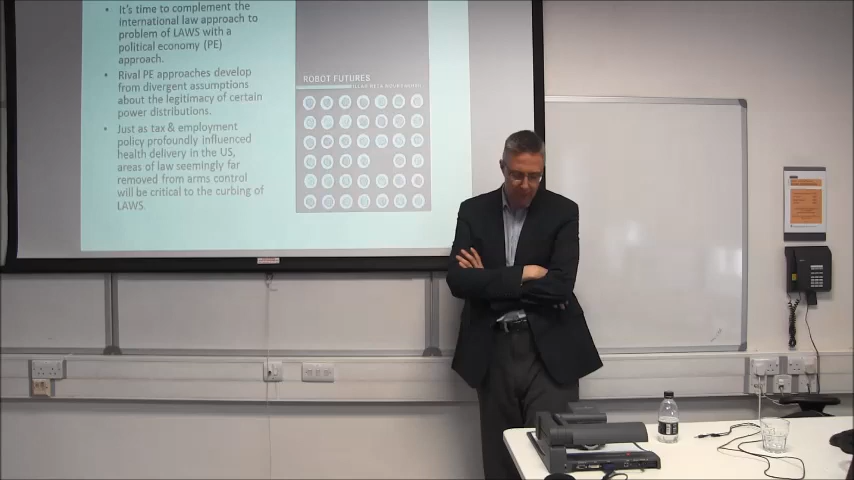 • It's time to complement the
international law approach to
problem of LAWS with a
political economy (PE)
approach.
• Rival PE approaches develop
from divergent assumptions
about the legitimacy of certain
power distributions.
• Just as tax & employment
policy profoundly influenced
health delivery in the US,
areas of law seemingly far
removed from arms control
will be critical to the curbing of
LAWS.
ROBOT FUTURES
ILLAH REZA NOURBAKHSH